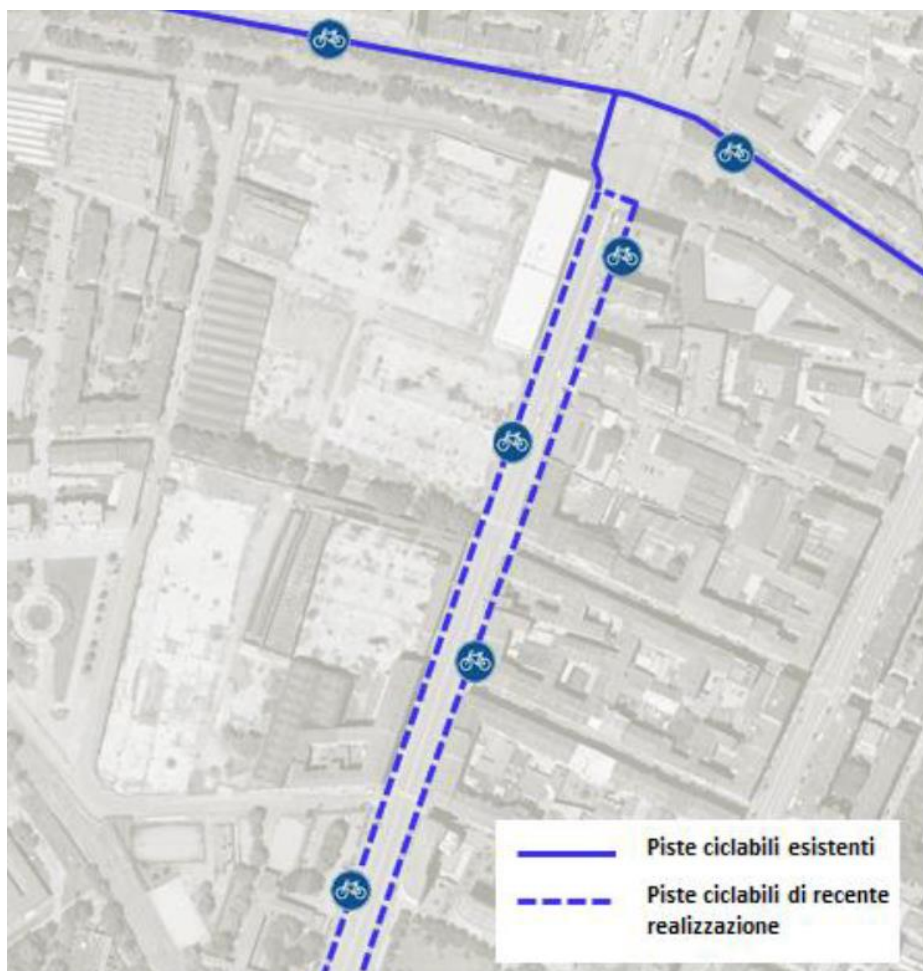 Piste ciclabili esistenti
Piste ciclabili di recente
realizzazione